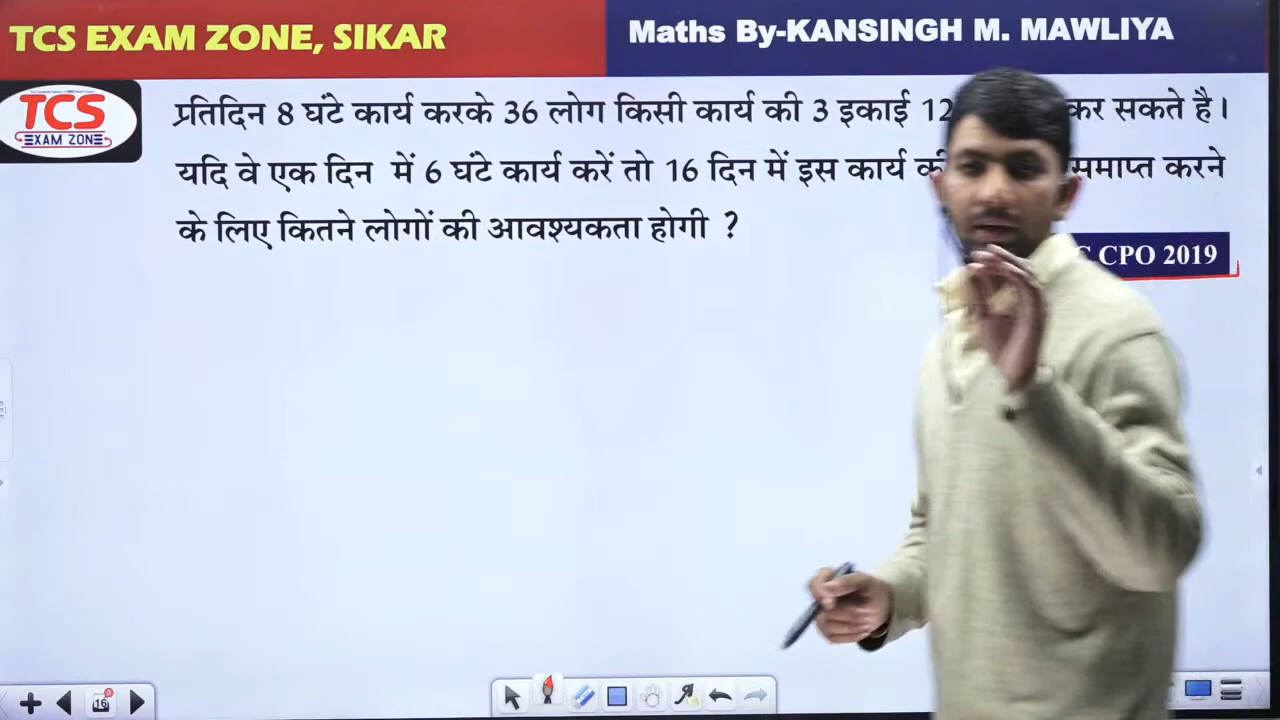 TCS EXAM ZONE, SIKAR
Maths By-KANSINGH M. MAWLIYA
TCS
EXAM ZONE
प्रतिदिन 8 घंटे कार्य करके 36 लोग किसी कार्य की 3 इकाई 12 कर सकते है।
यदि वे एक दिन में 6 घंटे कार्य करें तो 16 दिन में इस कार्य समाप्त करने
के लिए कितने लोगों की आवश्यकता होगी ?
CPO 2019
16